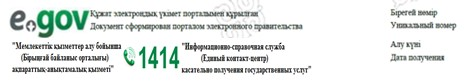 e.gov Құжат электрондық үкімет порталымен құрылған
Документ сформирован порталом электронного правительства
Бірегей нөмір
Уникальный номер
"Мемлекеттік қызметтер алу бойынша
(Бірыңғай байланыс орталығы)
ақпараттық-анықтамалық қызметі"
1414
"Информационно-справочная служба
(Единый контакт-центр)
касательно получения государственных услуг"
Алу күні
Дата получения